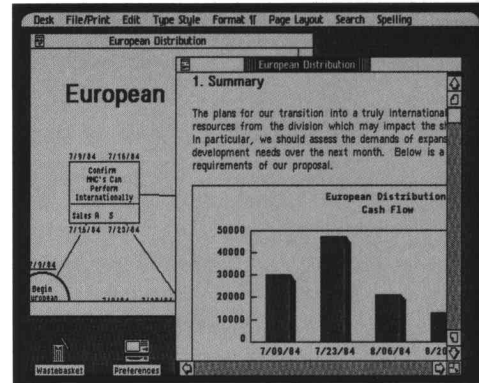 Desk File/Print Edit Type Style Format ¶ Page Layout Search Spelling
European Distribution
European
7/9/84 7/16/84
Confirm
MHC's Can
Perform
Internationally
Sales A S
7/16/84 7/23/84
7/9/84
Begin
European
European Distribution
1. Summary
The plans for our transition into a truly international
resources from the division which may impact the
In particular, we should assess the demands of expans
development needs over the next month. Below is a
requirements of our proposal.
European Distribution
Cash Flow
50000
40000
30000
20000
10000
0
7/09/84 7/23/84 8/06/84 8/20
Wastebasket Preferences